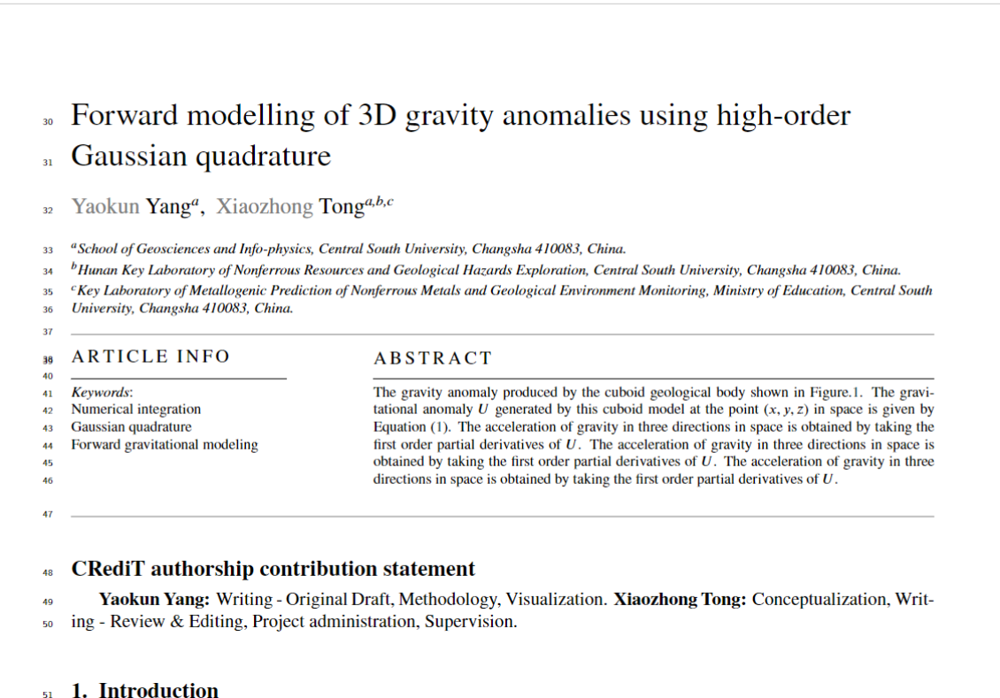 30 Forward modelling of 3D gravity anomalies using high-order
31 Gaussian quadrature
32 Yaokun Yangᵃ, Xiaozhong Tongᵃ,ᵇ,ᶜ
33 ᵃSchool of Geosciences and Info-physics, Central South University, Changsha 410083, China.
34 ᵇHunan Key Laboratory of Nonferrous Resources and Geological Hazards Exploration, Central South University, Changsha 410083, China.
35 ᶜKey Laboratory of Metallogenic Prediction of Nonferrous Metals and Geological Environment Monitoring, Ministry of Education, Central South
36 University, Changsha 410083, China.
37
39 ARTICLE INFO
40
41 Keywords:
42 Numerical integration
43 Gaussian quadrature
44 Forward gravitational modeling
45
46
ABSTRACT
The gravity anomaly produced by the cuboid geological body shown in Figure.1. The gravi-
tational anomaly U generated by this cuboid model at the point (x, y, z) in space is given by
Equation (1). The acceleration of gravity in three directions in space is obtained by taking the
first order partial derivatives of U. The acceleration of gravity in three directions in space is
obtained by taking the first order partial derivatives of U. The acceleration of gravity in three
directions in space is obtained by taking the first order partial derivatives of U.
47
48 CRediT authorship contribution statement
49 Yaokun Yang: Writing - Original Draft, Methodology, Visualization. Xiaozhong Tong: Conceptualization, Writ-
50 ing - Review & Editing, Project administration, Supervision.
51 1. Introduction